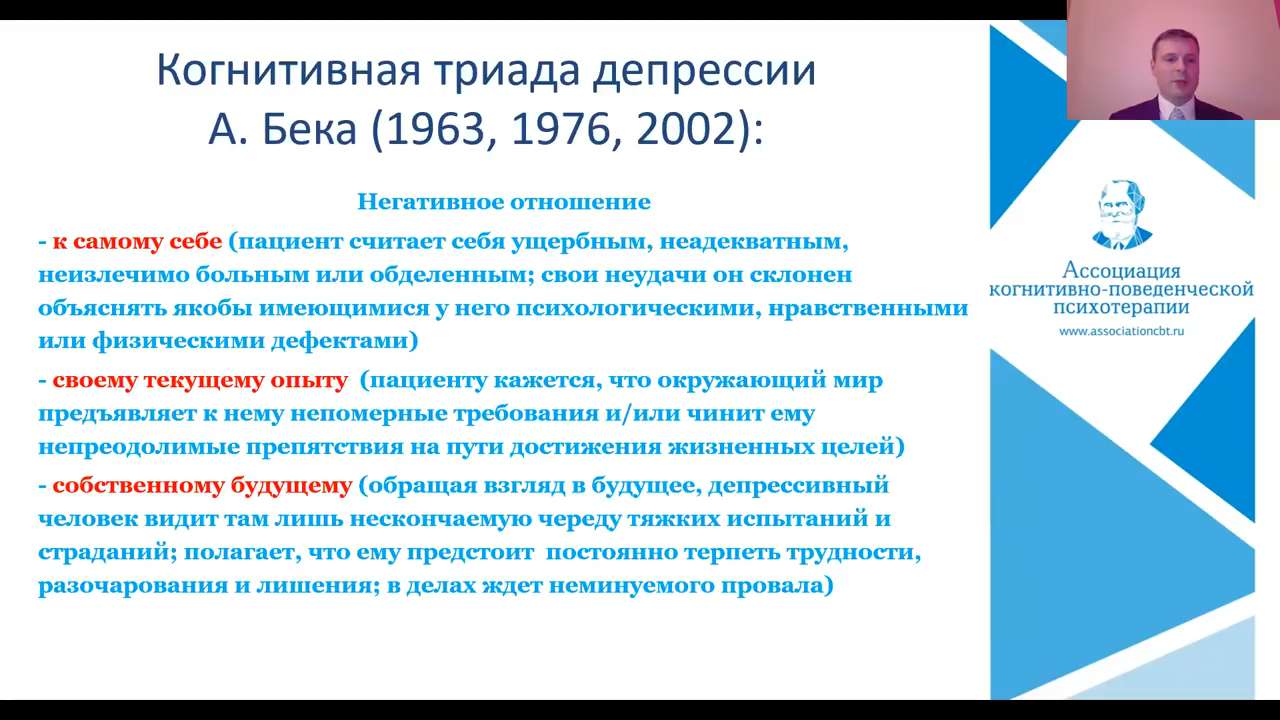 Когнитивная триада депрессии
А. Бека (1963, 1976, 2002):
Негативное отношение
- к самому себе (пациент считает себя ущербным, неадекватным,
неизлечимо больным или обделенным; свои неудачи он склонен
объяснять якобы имеющимися у него психологическими, нравственными
или физическими дефектами)
- своему текущему опыту (пациенту кажется, что окружающий мир
предъявляет к нему непомерные требования и/или чинит ему
непреодолимые препятствия на пути достижения жизненных целей)
- собственному будущему (обращая взгляд в будущее, депрессивный
человек видит там лишь нескончаемую череду тяжких испытаний и
страданий; полагает, что ему предстоит постоянно терпеть трудности,
разочарования и лишения; в делах ждет неминуемого провала)
Ассоциация
когнитивно-поведенческой
психотерапии
www.associationcbt.ru